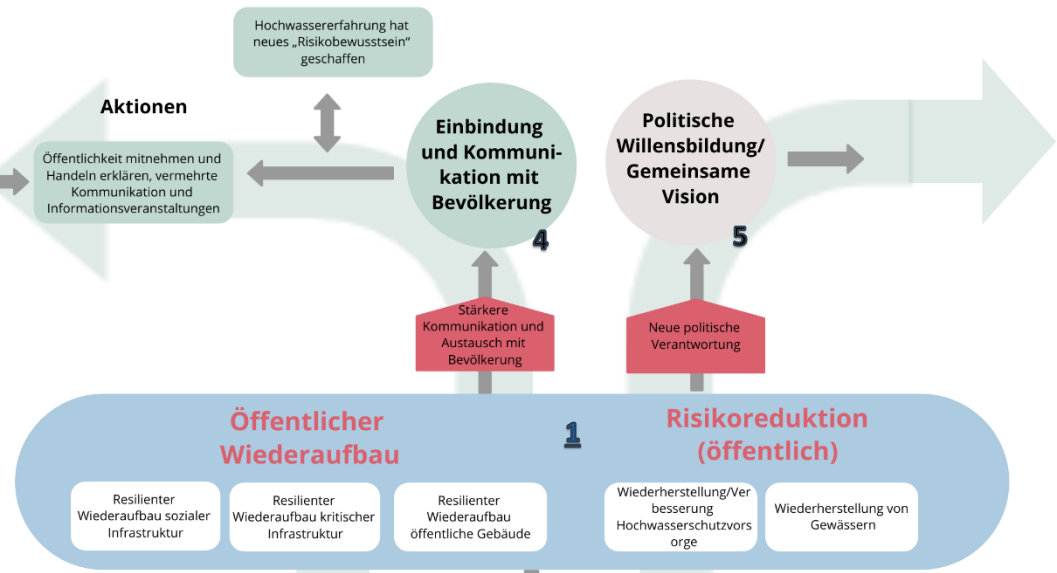 Hochwassererfahrung hat
neues „Risikobewusstsein“
geschaffen
Aktionen
Öffentlichkeit mitnehmen und
Handeln erklären, vermehrte
Kommunikation und
Informationsveranstaltungen
Einbindung
und Kommuni-
kation mit
Bevölkerung
4
Politische
Willensbildung/
Gemeinsame
Vision
5
Stärkere
Kommunikation und
Austausch mit
Bevölkerung
Neue politische
Verantwortung
Öffentlicher
Wiederaufbau
1
Risikoreduktion
(öffentlich)
Resilienter
Wiederaufbau sozialer
Infrastruktur
Resilienter
Wiederaufbau kritischer
Infrastruktur
Resilienter
Wiederaufbau
öffentliche Gebäude
Wiederherstellung/Ver
besserung
Hochwasserschutzvors
orge
Wiederherstellung von
Gewässern